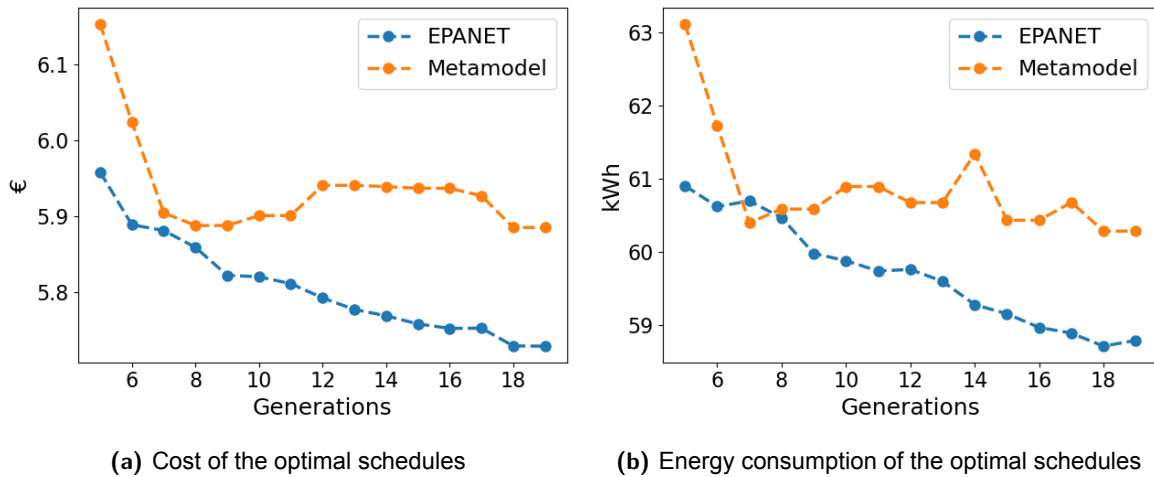 EPANET
Metamodel
6.1
6.0
5.9
5.8
€
6 8 10 12 14 16 18
Generations
(a) Cost of the optimal schedules
EPANET
Metamodel
63
62
61
60
59
kWh
6 8 10 12 14 16 18
Generations
(b) Energy consumption of the optimal schedules